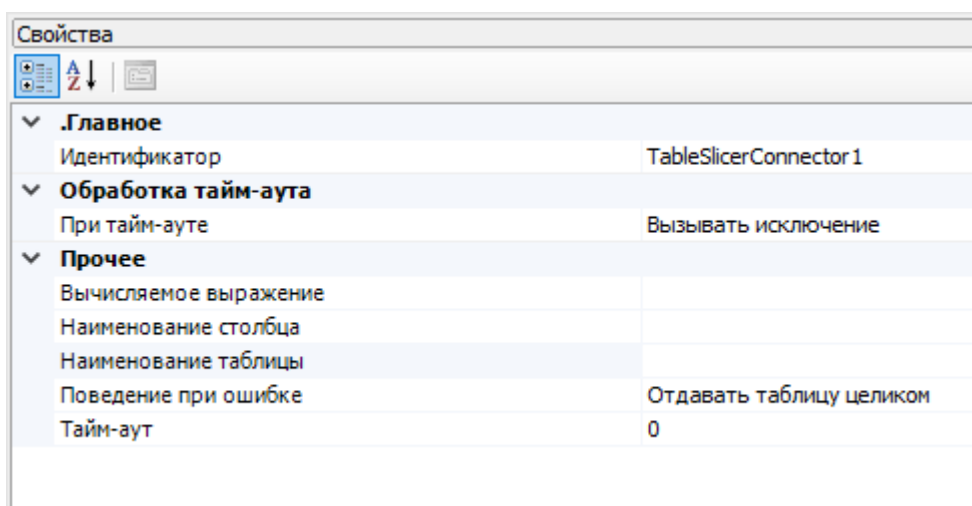 Свойства
.Главное
Идентификатор TableSlicerConnector1
Обработка тайм-аута
При тайм-ауте Вызывать исключение
Прочее
Вычисляемое выражение
Наименование столбца
Наименование таблицы
Поведение при ошибке Отдавать таблицу целиком
Тайм-аут 0